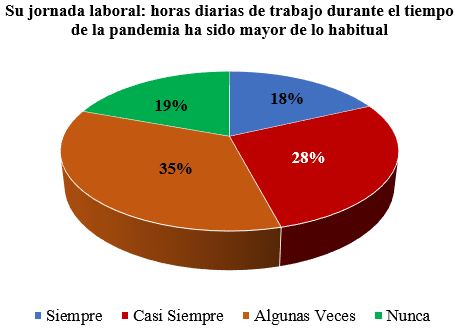 Su jornada laboral: horas diarias de trabajo durante el tiempo
de la pandemia ha sido mayor de lo habitual
18%
28%
35%
19%
Siempre
Casi Siempre
Algunas Veces
Nunca